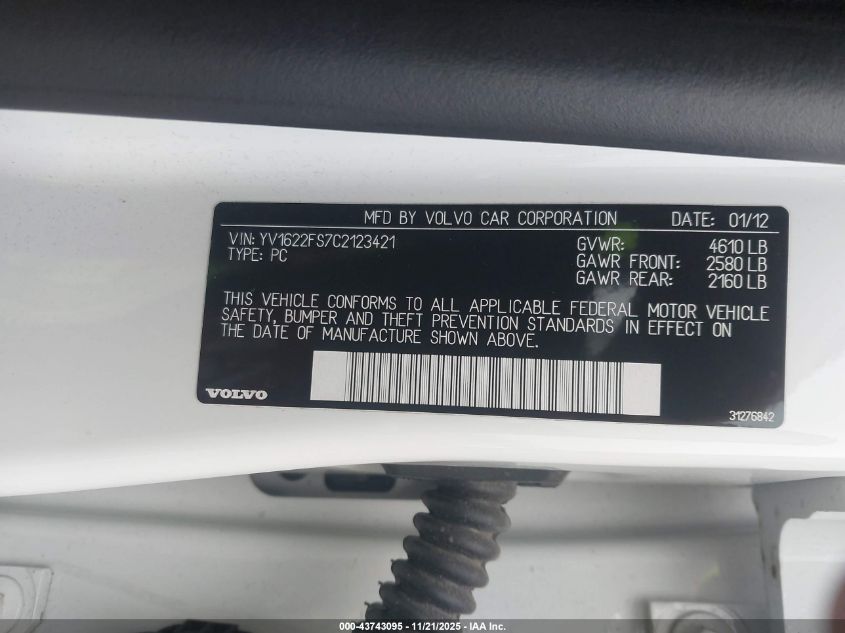 MFD BY VOLVO CAR CORPORATION DATE: 01/12
VIN: YV1622FS7C2123421 GVWR: 4610 LB
TYPE: PC GAWR FRONT: 2580 LB
GAWR REAR: 2160 LB
THIS VEHICLE CONFORMS TO ALL APPLICABLE FEDERAL MOTOR VEHICLE
SAFETY, BUMPER AND THEFT PREVENTION STANDARDS IN EFFECT ON
THE DATE OF MANUFACTURE SHOWN ABOVE.
VOLVO
31276842
000-43743095 - 11/21/2025 - IAA Inc.